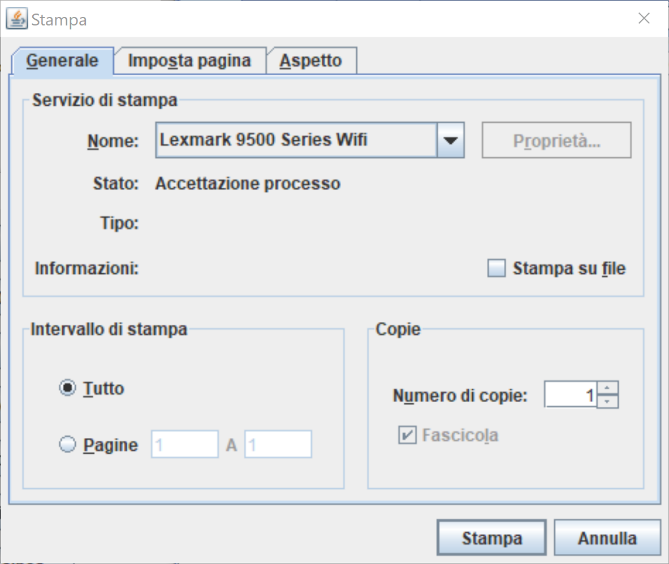 Stampa
Generale Imposta pagina Aspetto
Servizio di stampa
Nome: Lexmark 9500 Series Wifi Proprietà...
Stato: Accettazione processo
Tipo:
Informazioni: Stampa su file
Intervallo di stampa Copie
Tutto
Numero di copie: 1
Pagine 1 A 1
Fascicola
Stampa Annulla